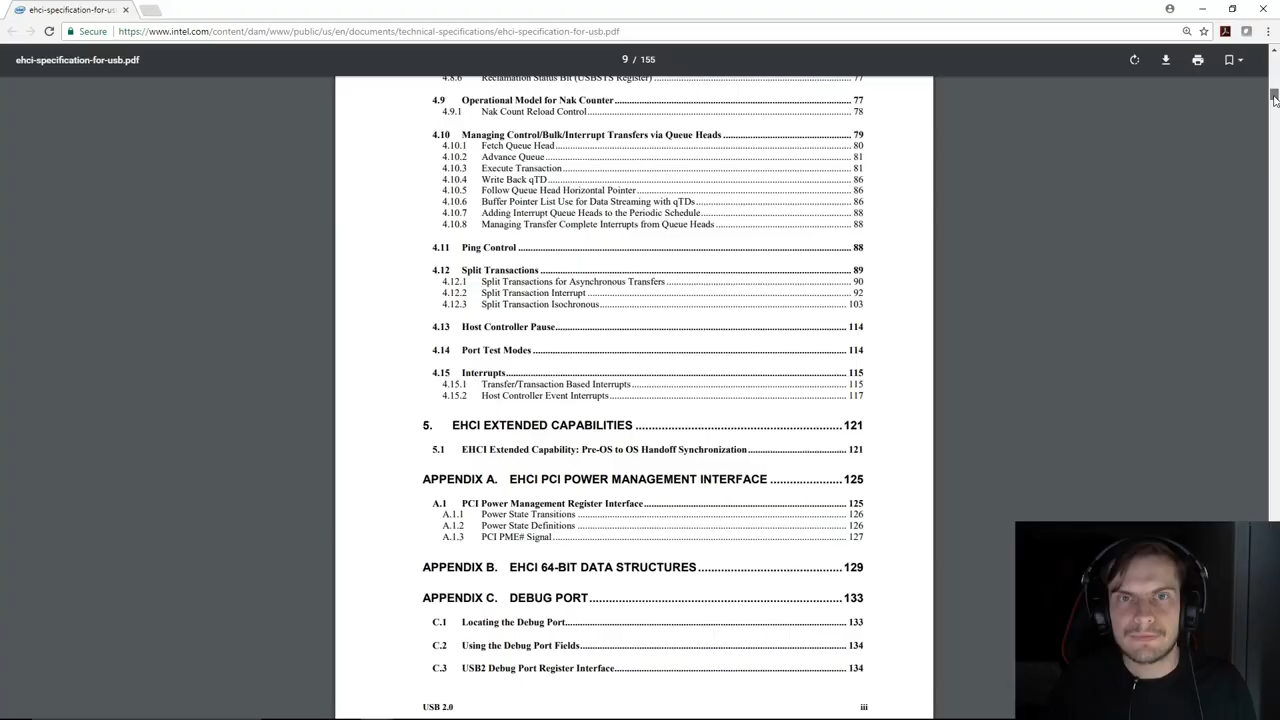 ehci-specification-for-usb.pdf
Secure https://www.intel.com/content/dam/www/public/us/en/documents/technical-specifications/ehci-specification-for-usb.pdf
ehci-specification-for-usb.pdf 9 / 155
4.8.6 Reclamation Status Bit (USBSTS Register) 77
4.9 Operational Model for Nak Counter 77
4.9.1 Nak Count Reload Control 78
4.10 Managing Control/Bulk/Interrupt Transfers via Queue Heads 79
4.10.1 Fetch Queue Head 80
4.10.2 Advance Queue 81
4.10.3 Execute Transaction 81
4.10.4 Write Back qTD 86
4.10.5 Follow Queue Head Horizontal Pointer 86
4.10.6 Buffer Pointer List Use for Data Streaming with qTDs 86
4.10.7 Adding Interrupt Queue Heads to the Periodic Schedule 88
4.10.8 Managing Transfer Complete Interrupts from Queue Heads 88
4.11 Ping Control 88
4.12 Split Transactions 89
4.12.1 Split Transactions for Asynchronous Transfers 90
4.12.2 Split Transaction Interrupt 92
4.12.3 Split Transaction Isochronous 103
4.13 Host Controller Pause 114
4.14 Port Test Modes 114
4.15 Interrupts 115
4.15.1 Transfer/Transaction Based Interrupts 115
4.15.2 Host Controller Event Interrupts 117
5. EHCI EXTENDED CAPABILITIES 121
5.1 EHCI Extended Capability: Pre-OS to OS Handoff Synchronization 121
APPENDIX A. EHCI PCI POWER MANAGEMENT INTERFACE 125
A.1 PCI Power Management Register Interface 125
A.1.1 Power State Transitions 126
A.1.2 Power State Definitions 126
A.1.3 PCI PME# Signal 127
APPENDIX B. EHCI 64-BIT DATA STRUCTURES 129
APPENDIX C. DEBUG PORT 133
C.1 Locating the Debug Port 133
C.2 Using the Debug Port Fields 134
C.3 USB2 Debug Port Register Interface 134
USB 2.0 iii